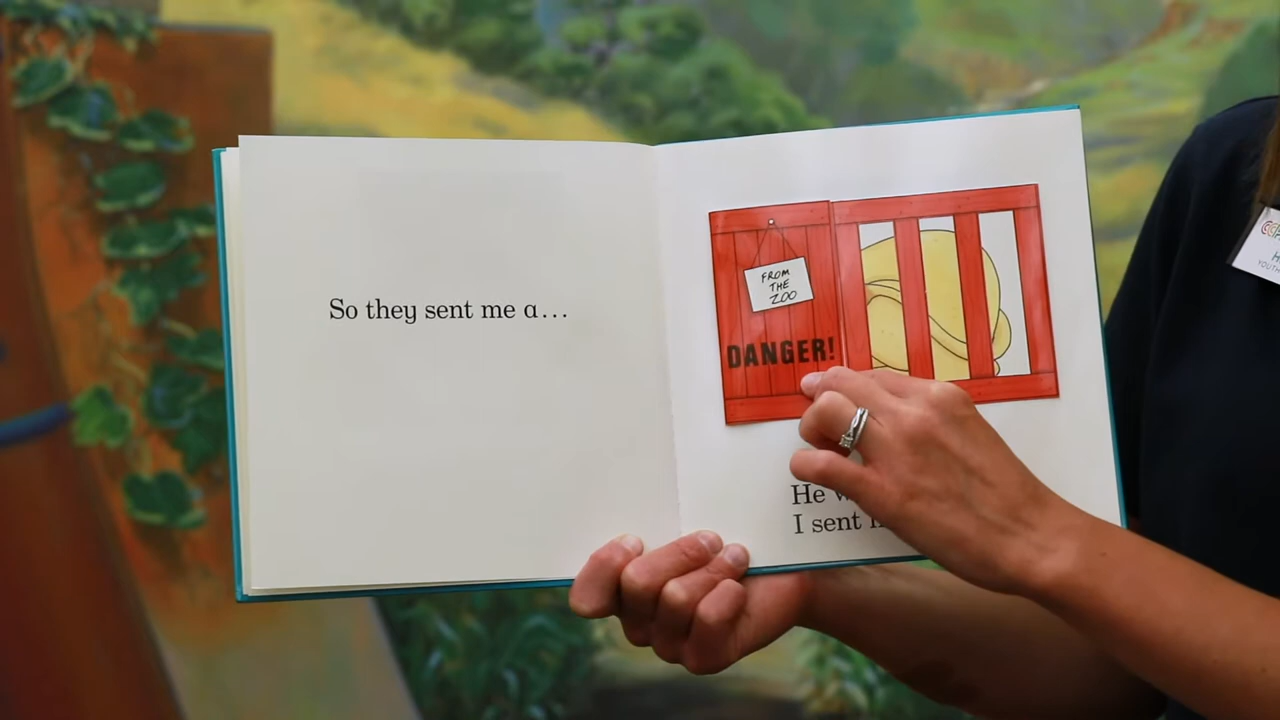 So they sent me a...
FROM
THE
ZOO
DANGER!
He
I sent